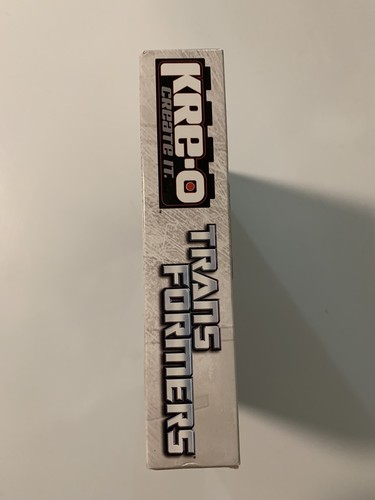 KRE-O
CREATE IT.
TRANS
FORMERS